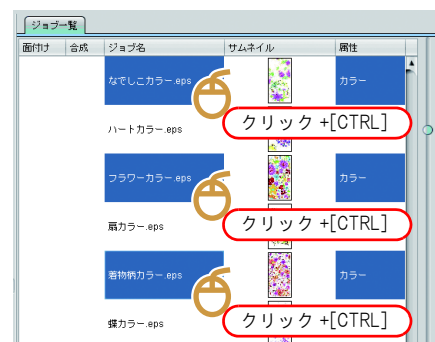 ジョブ一覧
面付け 合成 ジョブ名 サムネイル 属性
なでしこカラー.eps カラー
クリック +[CTRL]
ハートカラー.eps
フラワーカラー.eps カラー
クリック +[CTRL]
扇カラー.eps
着物柄カラー.eps カラー
クリック +[CTRL]
蝶カラー.eps